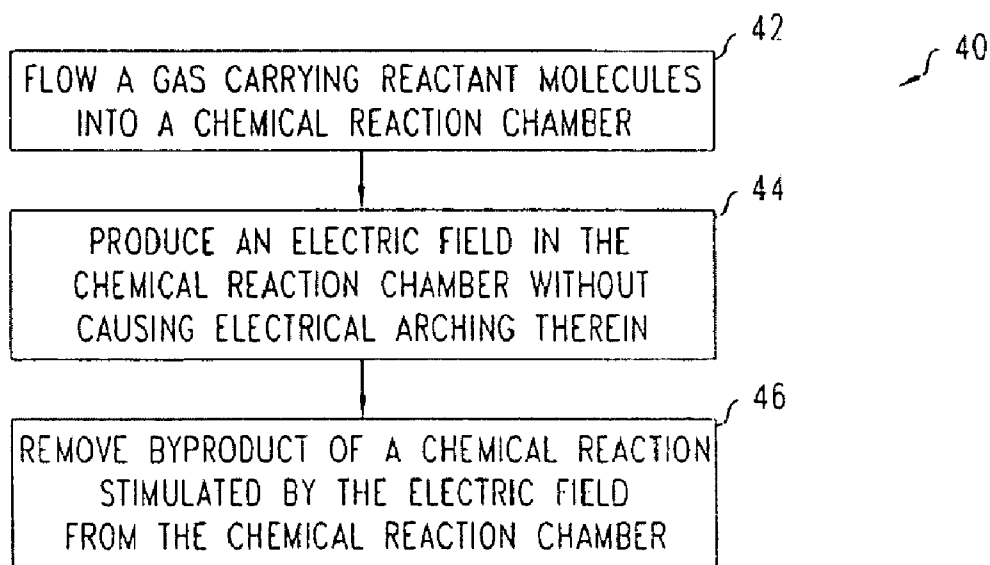 42
40
FLOW A GAS CARRYING REACTANT MOLECULES
INTO A CHEMICAL REACTION CHAMBER
44
PRODUCE AN ELECTRIC FIELD IN THE
CHEMICAL REACTION CHAMBER WITHOUT
CAUSING ELECTRICAL ARCHING THEREIN
46
REMOVE BYPRODUCT OF A CHEMICAL REACTION
STIMULATED BY THE ELECTRIC FIELD
FROM THE CHEMICAL REACTION CHAMBER